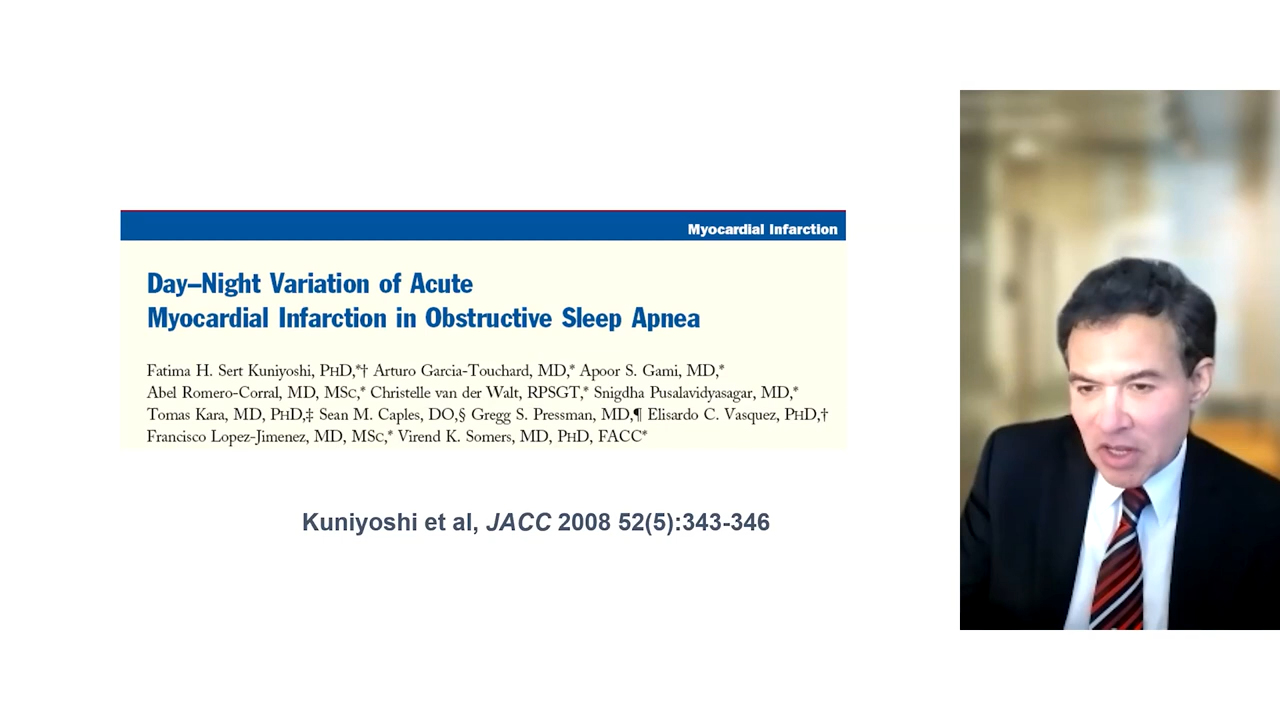 Myocardial Infarction
Day–Night Variation of Acute
Myocardial Infarction in Obstructive Sleep Apnea
Fatima H. Sert Kuniyoshi, PHD,*† Arturo Garcia-Touchard, MD,* Apoor S. Gami, MD,*
Abel Romero-Corral, MD, MSC,* Christelle van der Walt, RPSGT,* Snigdha Pusalavidyasagar, MD,*
Tomas Kara, MD, PHD,‡ Sean M. Caples, DO,§ Gregg S. Pressman, MD,¶ Elisardo C. Vasquez, PHD,†
Francisco Lopez-Jimenez, MD, MSC,* Virend K. Somers, MD, PHD, FACC*
Kuniyoshi et al, JACC 2008 52(5):343-346